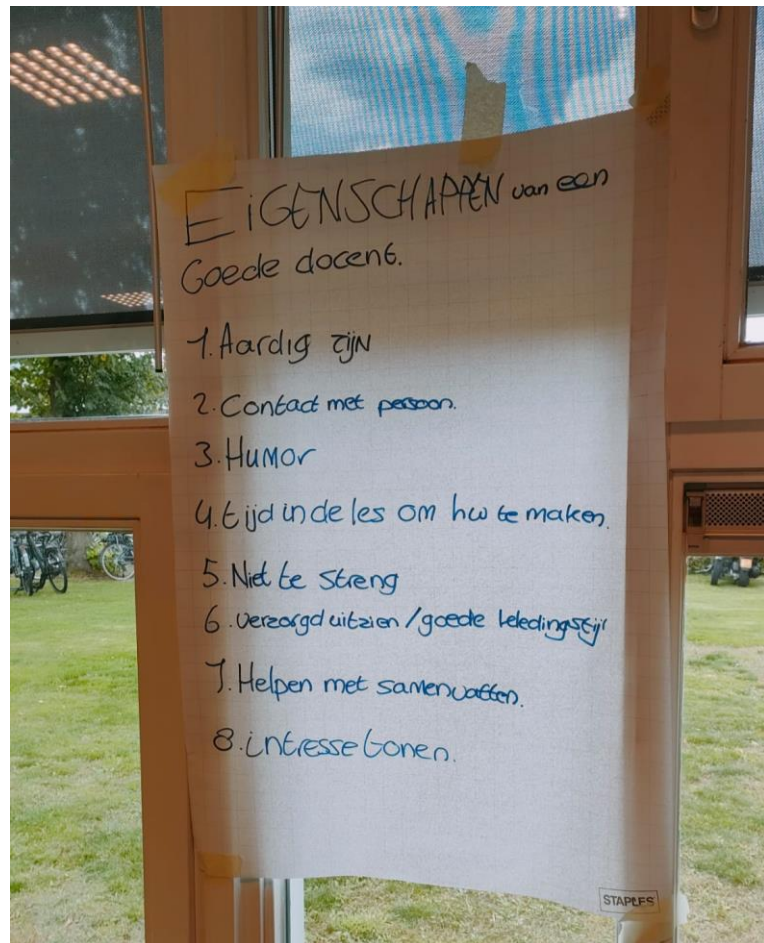 EiGENSCHAPPEN van een
Goede docent.
1. Aardig zijn
2. Contact met persoon.
3. Humor
4. tijd in de les om hw te maken.
5. Niet te streng
6. verzorgd uitzien / goede kledingstijl
7. Helpen met samenvatten.
8. intresse tonen.
STAPLES